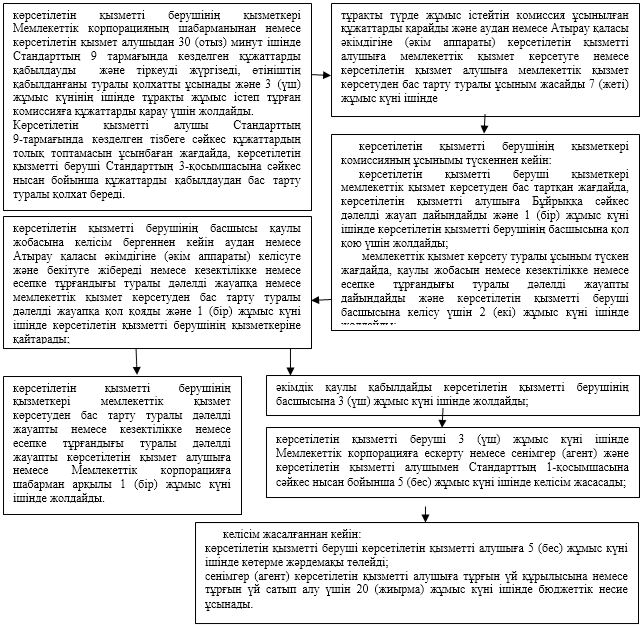 көрсетілетін қызметті берушінің қызметкері
Мемлекеттік корпорацияның шабарманынан немесе
көрсетілетін қызмет алушыдан 30 (отыз) минут ішінде
Стандарттың 9 тармағында көзделген құжаттарды
қабылдауды және тіркеуді жүргізеді, өтініштің
қабылданғаны туралы қолхатты ұсынады және 3 (үш)
жұмыс күнінің ішінде тұрақты жұмыс істеп тұрған
комиссияға құжаттарды қарау үшін жолдайды.
Көрсетілетін қызметті алушы Стандарттың
9-тармағында көзделген тізбеге сәйкес құжаттардың
толық топтамасын ұсынбаған жағдайда, көрсетілетін
қызметті беруші Стандарттың 3-қосымшасына сәйкес
нысан бойынша құжаттарды қабылдаудан бас тарту
туралы қолхат береді.
тұрақты түрде жұмыс істейтін комиссия ұсынылған
құжаттарды қарайды және аудан немесе Атырау қаласы
әкімдігіне (әкім аппараты) көрсетілетін қызметті
алушыға мемлекеттік қызмет көрсетуге немесе
көрсетілетін қызмет алушыға мемлекеттік қызмет
көрсетуден бас тарту туралы ұсыным жасайды 7 (жеті)
жұмыс күні ішінде
көрсетілетін қызметті берушінің қызметкері
комиссияның ұсынымы түскеннен кейін:
көрсетілетін қызметті беруші қызметкері
мемлекеттік қызмет көрсетуден бас тартқан жағдайда,
көрсетілетін қызметті алушыға Бұйрыққа сәйкес
дәлелді жауап дайындайды және 1 (бір) жұмыс күні
ішінде көрсетілетін қызметті берушінің басшысына қол
қою үшін жолдайды;
мемлекеттік қызмет көрсету туралы ұсыным түскен
жағдайда, қаулы жобасын немесе кезектілікке немесе
есепке тұрғандығы туралы дәлелді жауапты
дайындайды және көрсетілетін қызметті беруші
басшысына келісу үшін 2 (екі) жұмыс күні ішінде
жолдайды;
көрсетілетін қызметті берушінің басшысы қаулы
жобасына келісім бергеннен кейін аудан немесе
Атырау қаласы әкімдігіне (әкім аппараты) келісуге
және бекітуге жібереді немесе кезектілікке немесе
есепке тұрғандығы туралы дәлелді жауапқа немесе
мемлекеттік қызмет көрсетуден бас тарту туралы
дәлелді жауапқа қол қояды және 1 (бір) жұмыс күні
ішінде көрсетілетін қызметті берушінің қызметкеріне
қайтарады;
көрсетілетін қызметті берушінің
қызметкері мемлекеттік қызмет
көрсетуден бас тарту туралы дәлелді
жауапты немесе кезектілікке немесе
есепке тұрғандығы туралы дәлелді
жауапты көрсетілетін қызмет алушыға
немесе Мемлекеттік корпорацияға
шабарман арқылы 1 (бір) жұмыс күні
ішінде жолдайды.
әкімдік қаулы қабылдайды көрсетілетін қызметті берушінің
басшысына 3 (үш) жұмыс күні ішінде жолдайды;
көрсетілетін қызметті беруші 3 (үш) жұмыс күні ішінде
Мемлекеттік корпорацияға ескерту немесе сенімгер (агент) және
көрсетілетін қызметті алушымен Стандарттың 1-қосымшасына
сәйкес нысан бойынша 5 (бес) жұмыс күні ішінде келісім жасасады;
келісім жасалғаннан кейін:
көрсетілетін қызметті беруші көрсетілетін қызметті алушыға 5 (бес) жұмыс күні
ішінде көтерме жәрдемақы төлейді;
сенімгер (агент) көрсетілетін қызметті алушыға тұрғын үй құрылысына немесе
тұрғын үй сатып алу үшін 20 (жиырма) жұмыс күні ішінде бюджеттік несие
ұсынады.